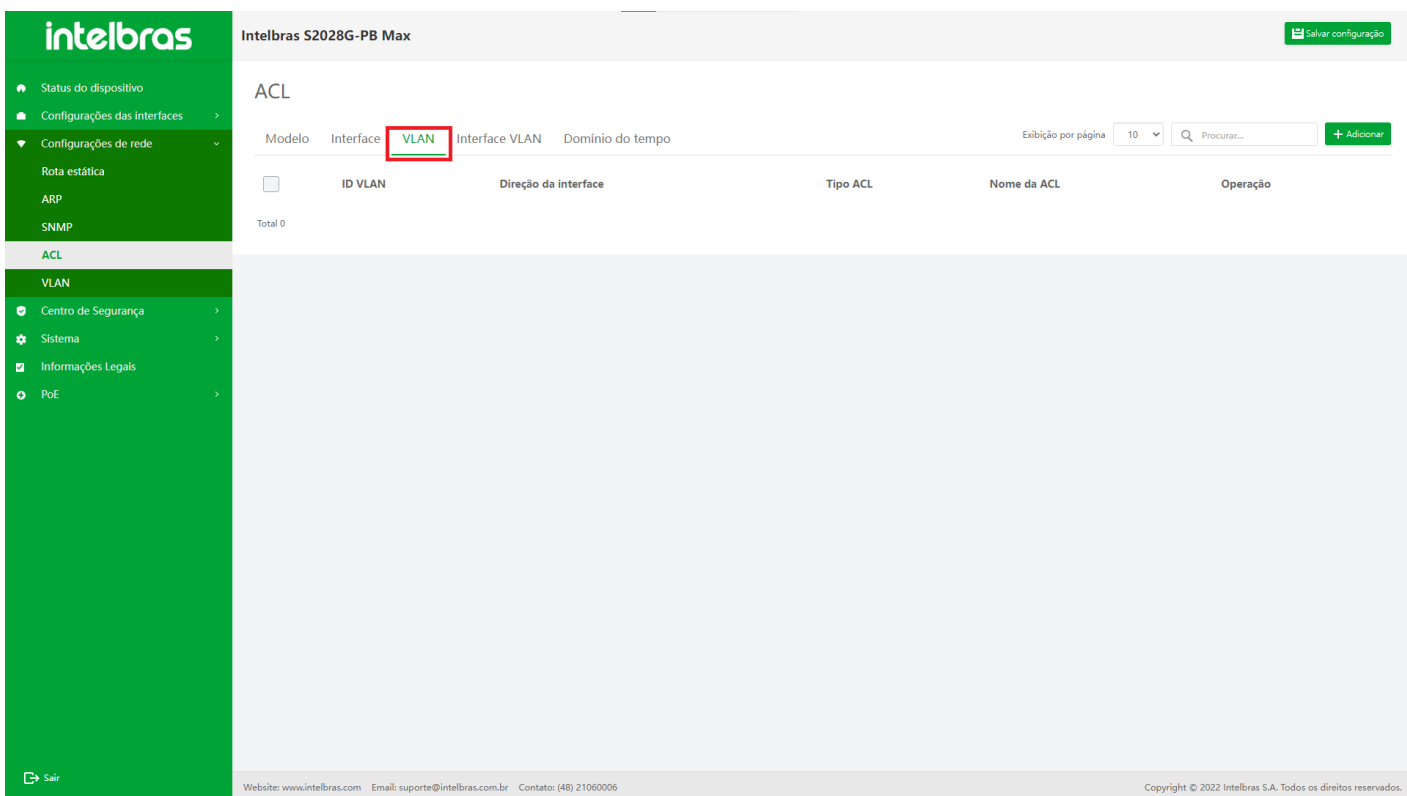 intelbras
Intelbras S2028G-PB Max
Salvar configuração
Status do dispositivo
Configurações das interfaces
Configurações de rede
Rota estática
ARP
SNMP
ACL
VLAN
Centro de Segurança
Sistema
Informações Legais
PoE
Sair
ACL
Modelo Interface VLAN Interface VLAN Domínio do tempo
Exibição por página 10 Procurar... + Adicionar
ID VLAN Direção da interface Tipo ACL Nome da ACL Operação
Total 0
Website: www.intelbras.com Email: suporte@intelbras.com.br Contato: (48) 21060006
Copyright © 2022 Intelbras S.A. Todos os direitos reservados.